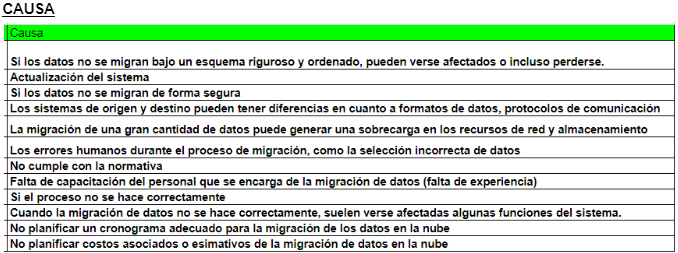 CAUSA
Causa
Si los datos no se migran bajo un esquema riguroso y ordenado, pueden verse afectados o incluso perderse.
Actualización del sistema
Si los datos no se migran de forma segura
Los sistemas de origen y destino pueden tener diferencias en cuanto a formatos de datos, protocolos de comunicación
La migración de una gran cantidad de datos puede generar una sobrecarga en los recursos de red y almacenamiento
Los errores humanos durante el proceso de migración, como la selección incorrecta de datos
No cumple con la normativa
Falta de capacitación del personal que se encarga de la migración de datos (falta de experiencia)
Si el proceso no se hace correctamente
Cuando la migración de datos no se hace correctamente, suelen verse afectadas algunas funciones del sistema.
No planificar un cronograma adecuado para la migración de los datos en la nube
No planificar costos asociados o esimativos de la migración de datos en la nube